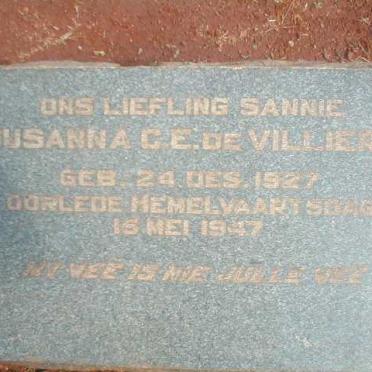 ONS LIEFLING SANNIE
USANNA C.E. DE VILLIER
GEB. 24 DES. 1927
OORLEDE HEMELVAARTSDAG
15 MEI 1947
MY WEË IS NIE JULLE WEË